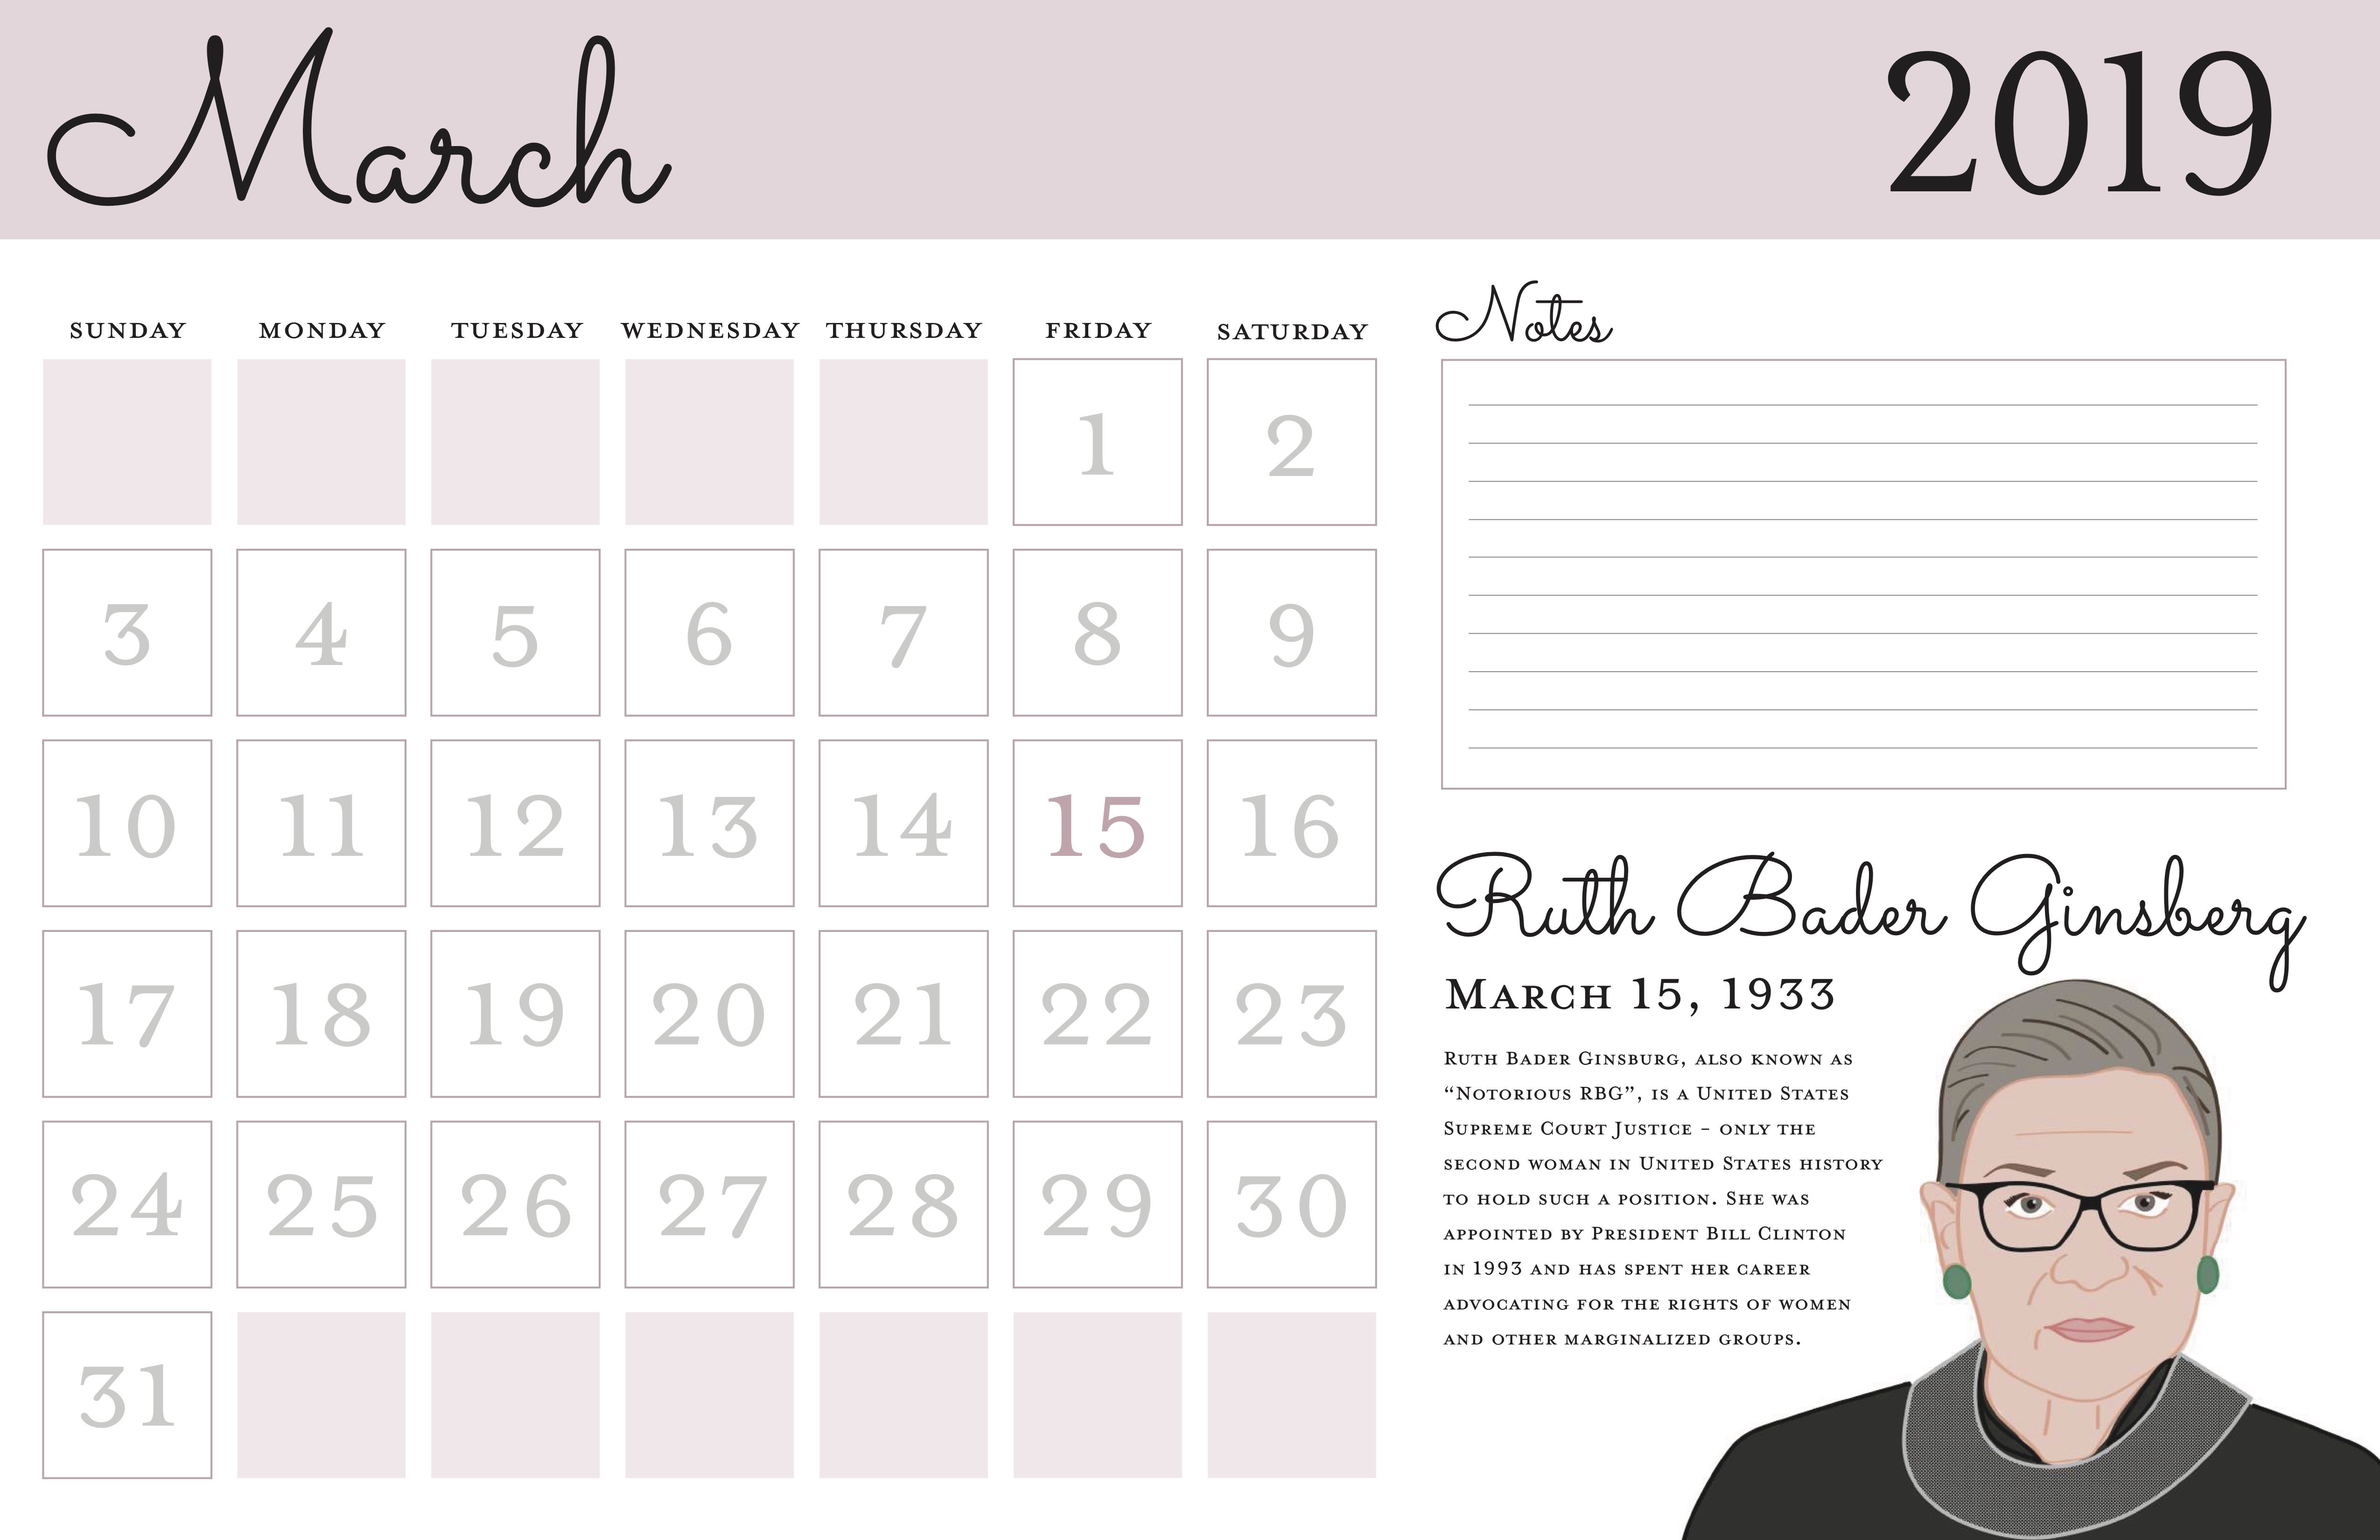 March 2019
SUNDAY MONDAY TUESDAY WEDNESDAY THURSDAY FRIDAY SATURDAY
1 2
3 4 5 6 7 8 9
10 11 12 13 14 15 16
17 18 19 20 21 22 23
24 25 26 27 28 29 30
31
Notes
Ruth Bader Ginsberg
March 15, 1933
Ruth Bader Ginsburg, also known as
“Notorious RBG”, is a United States
Supreme Court Justice – only the
second woman in United States history
to hold such a position. She was
appointed by President Bill Clinton
in 1993 and has spent her career
advocating for the rights of women
and other marginalized groups.